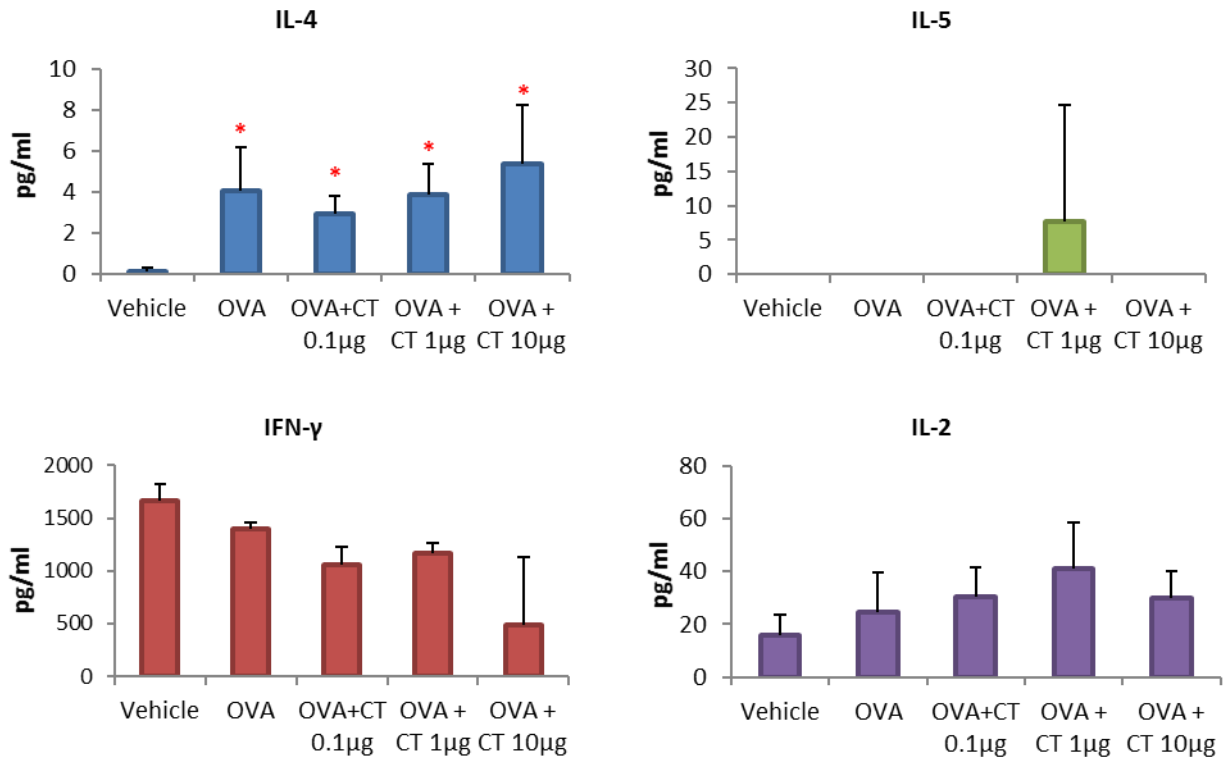 IL-4
pg/ml
10
8
6
4
2
0
*
*
*
*
Vehicle OVA OVA+CT OVA + OVA +
0.1µg CT 1µg CT 10µg
IL-5
pg/ml
30
25
20
15
10
5
0
Vehicle OVA OVA+CT OVA + OVA +
0.1µg CT 1µg CT 10µg
IFN-γ
pg/ml
2000
1500
1000
500
0
Vehicle OVA OVA+CT OVA + OVA +
0.1µg CT 1µg CT 10µg
IL-2
pg/ml
80
60
40
20
0
Vehicle OVA OVA+CT OVA + OVA +
0.1µg CT 1µg CT 10µg